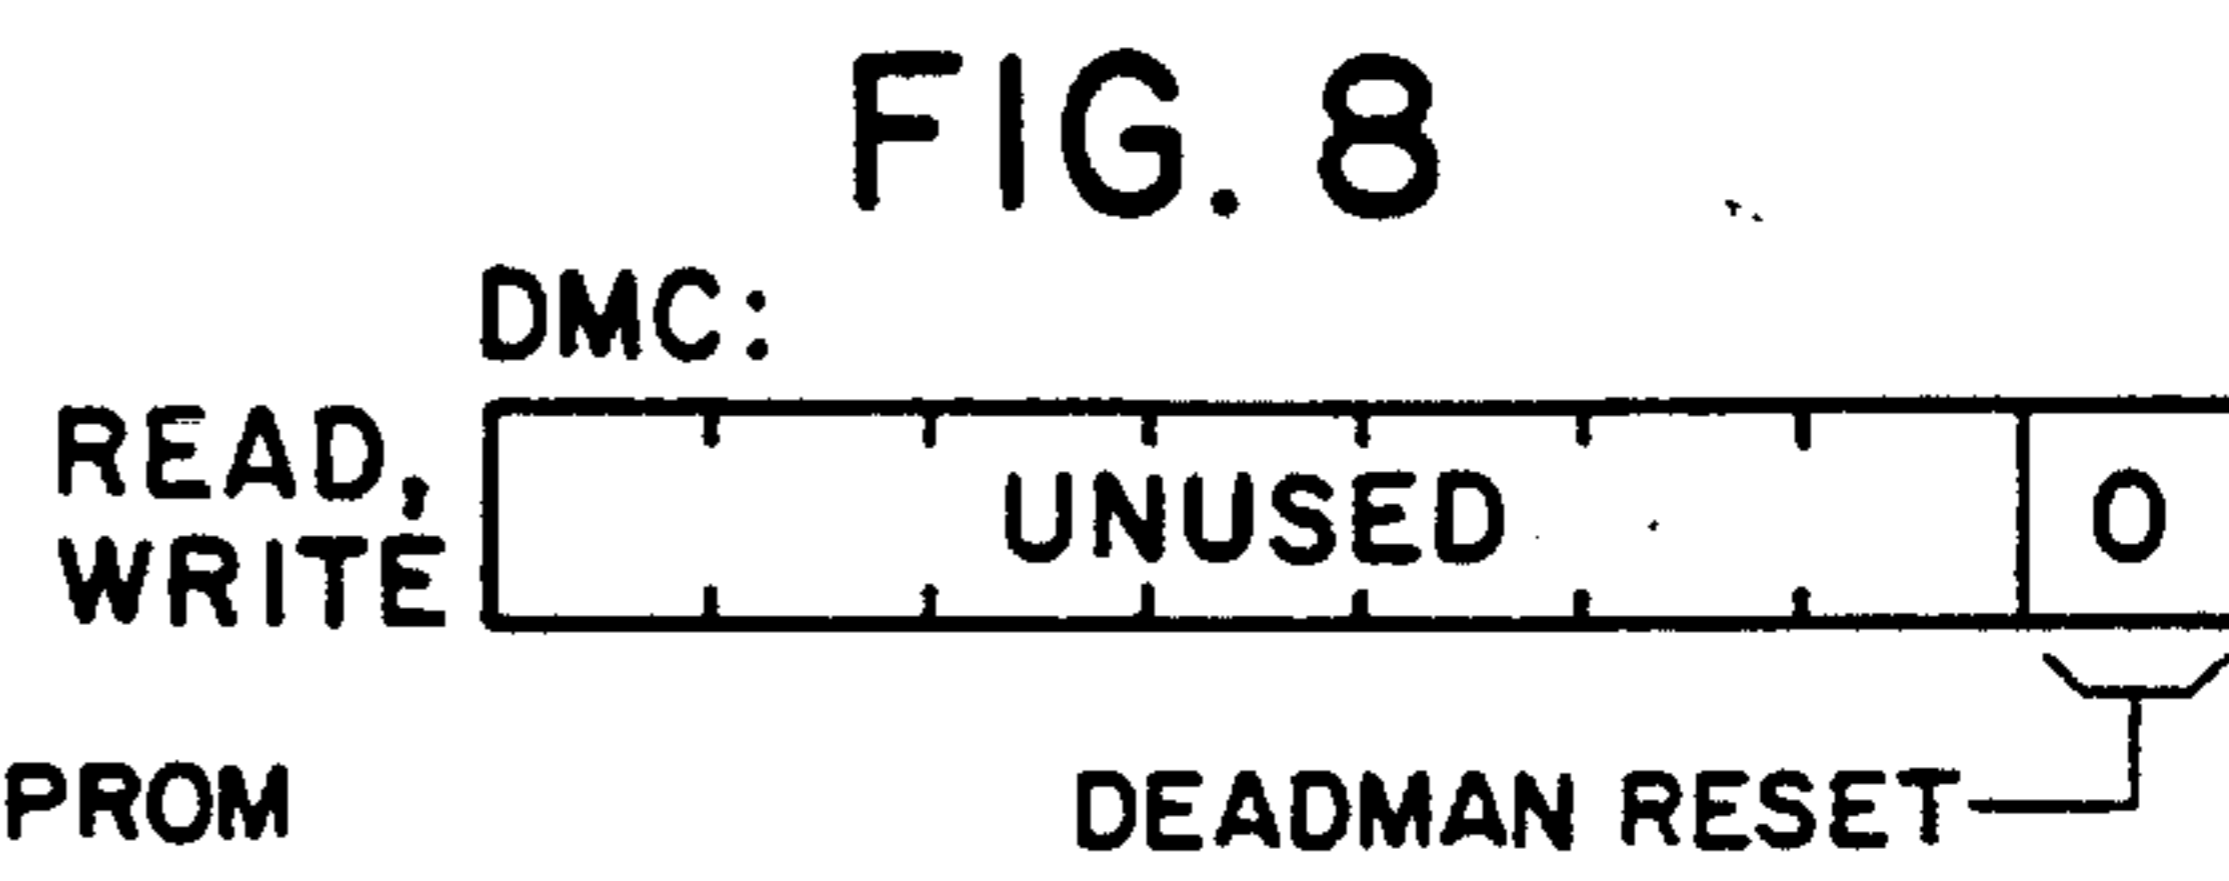 FIG. 8
DMC:
READ,
WRITE
UNUSED
0
PROM
DEADMAN RESET